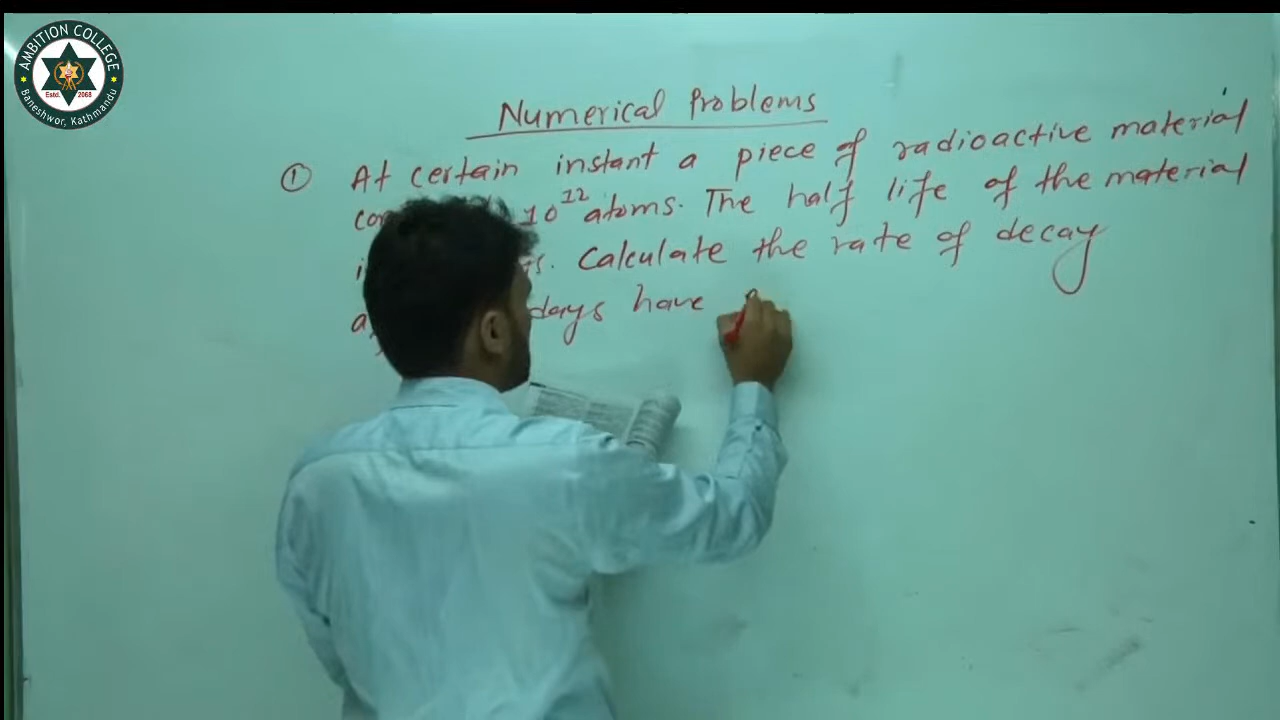 AMBITION COLLEGE
Estd. 2068
Baneshwor, Kathmandu
Numerical Problems
① At certain instant a piece of radioactive material
10¹² atoms. The half life of the material
Calculate the rate of decay
days have